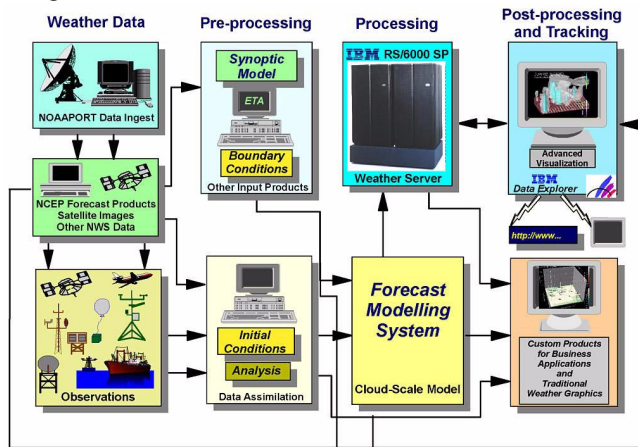 Weather Data
Pre-processing
Processing
Post-processing
and Tracking
NOAAPORT Data Ingest
NCEP Forecast Products
Satellite Images
Other NWS Data
Observations
Synoptic
Model
ETA
Boundary
Conditions
Other Input Products
Initial
Conditions
Analysis
Data Assimilation
IBM RS/6000 SP
Weather Server
Forecast
Modelling
System
Cloud-Scale Model
Advanced
Visualization
IBM
Data Explorer
http://www...
Custom Products
for Business
Applications
and
Traditional
Weather Graphics